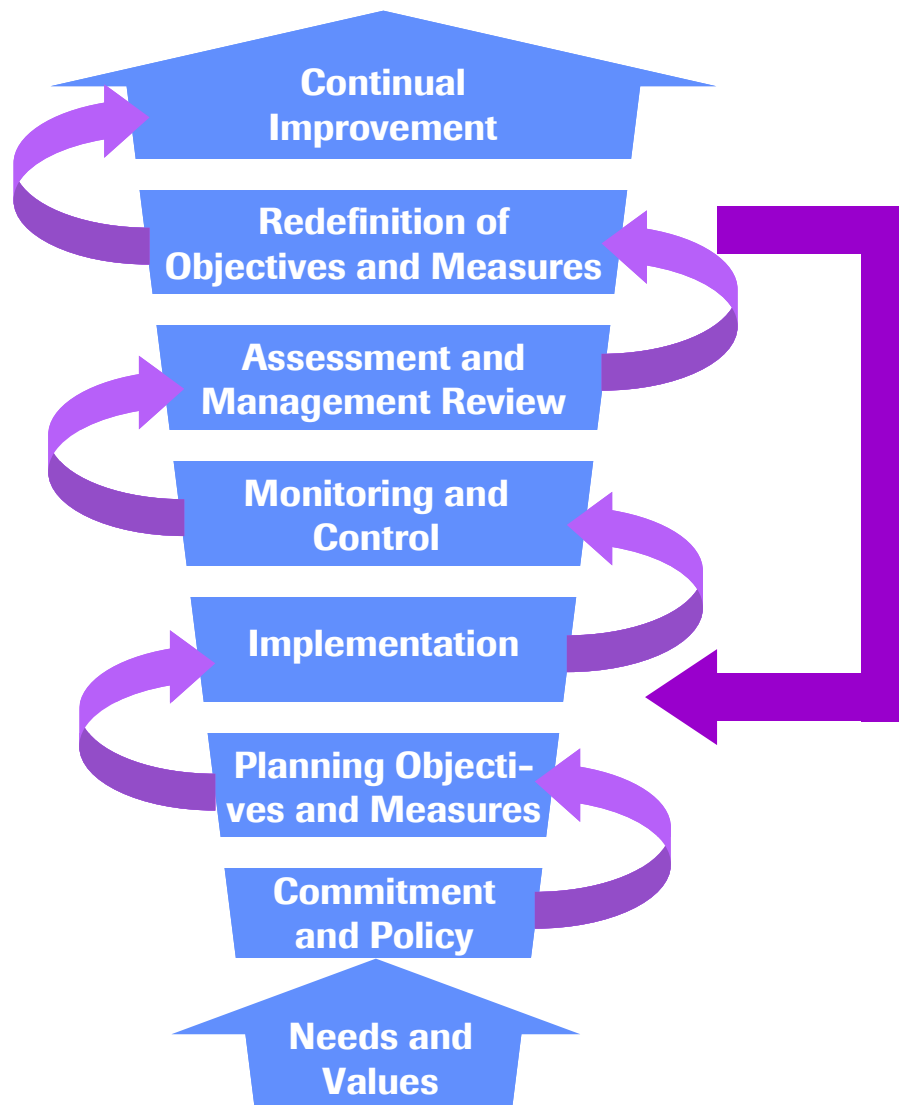 Continual
Improvement
Redefinition of
Objectives and Measures
Assessment and
Management Review
Monitoring and
Control
Implementation
Planning Objecti-
ves and Measures
Commitment
and Policy
Needs and
Values